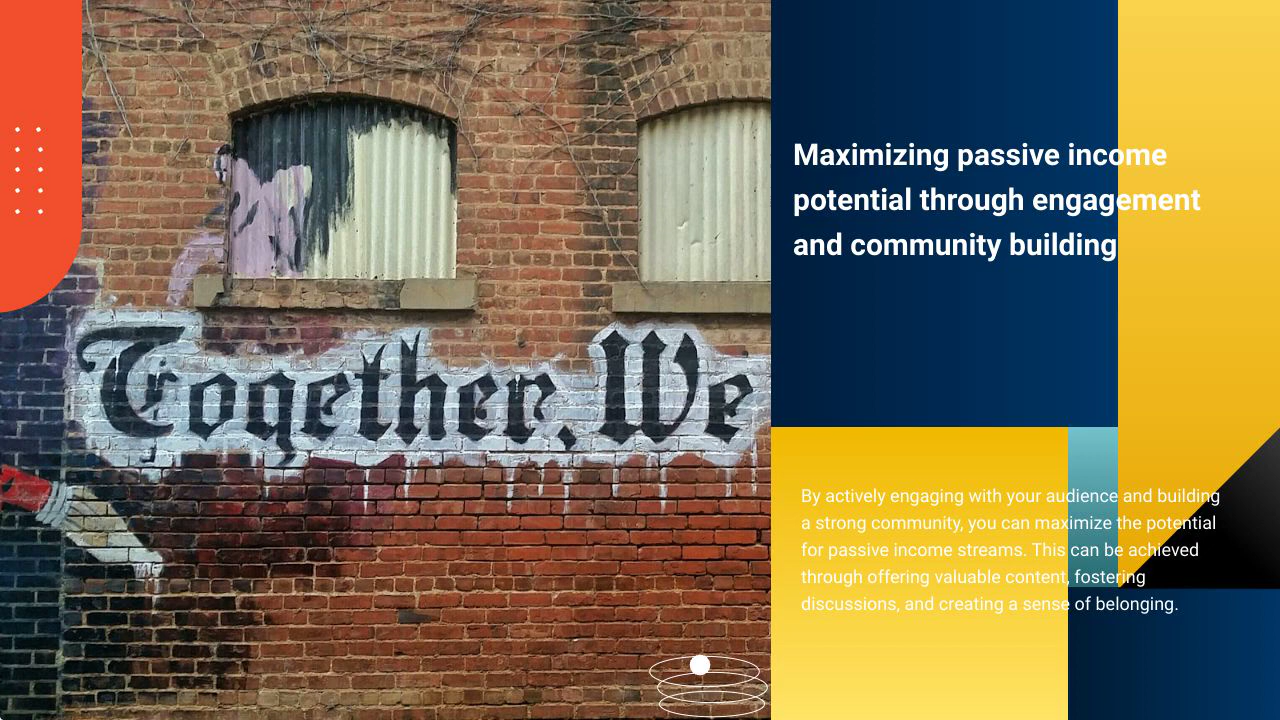 Together, We
Maximizing passive income
potential through engagement
and community building
By actively engaging with your audience and building
a strong community, you can maximize the potential
for passive income streams. This can be achieved
through offering valuable content, fostering
discussions, and creating a sense of belonging.